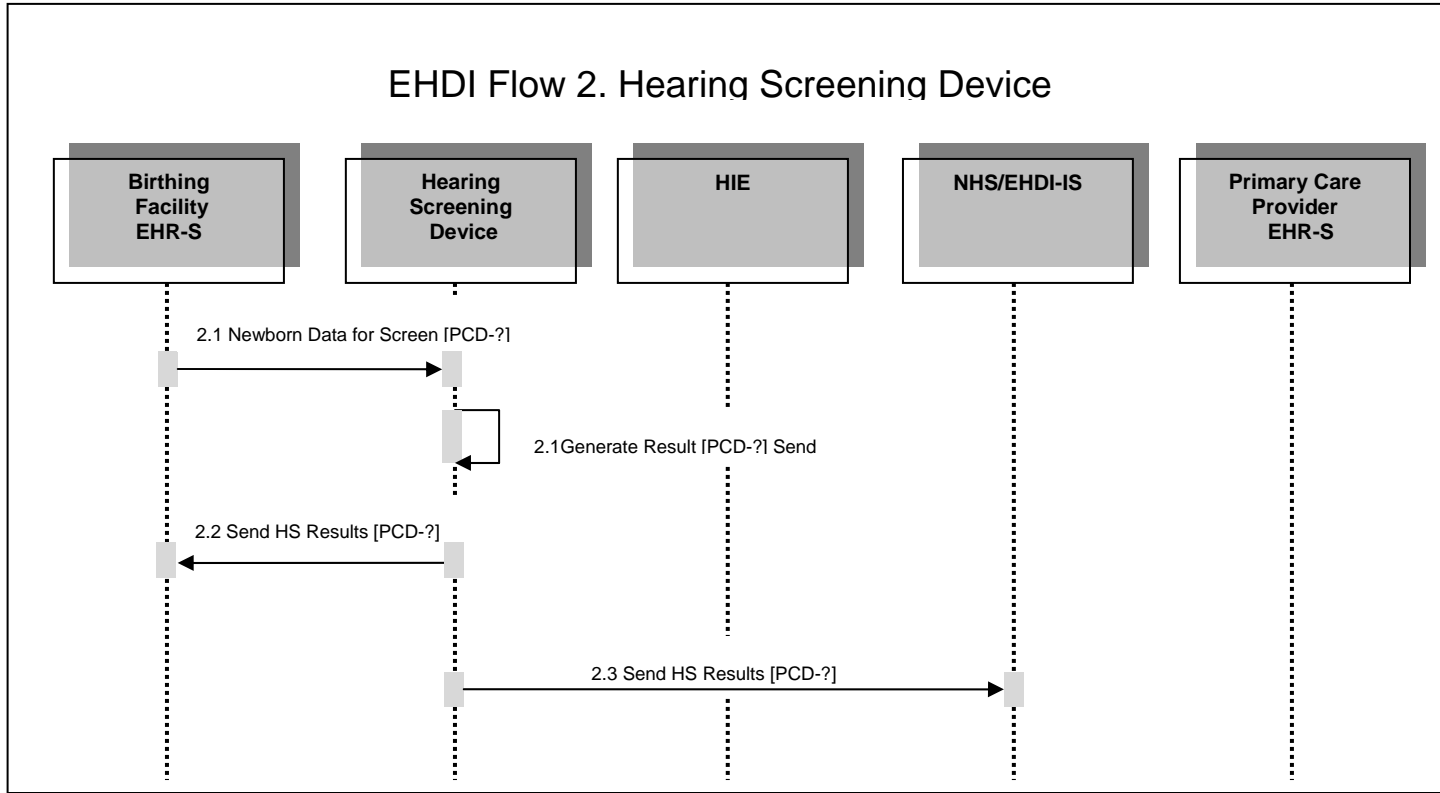 EHDI Flow 2. Hearing Screening Device
Birthing
Facility
EHR-S
Hearing
Screening
Device
HIE
NHS/EHDI-IS
Primary Care
Provider
EHR-S
2.1 Newborn Data for Screen [PCD-?]
2.1Generate Result [PCD-?] Send
2.2 Send HS Results [PCD-?]
2.3 Send HS Results [PCD-?]